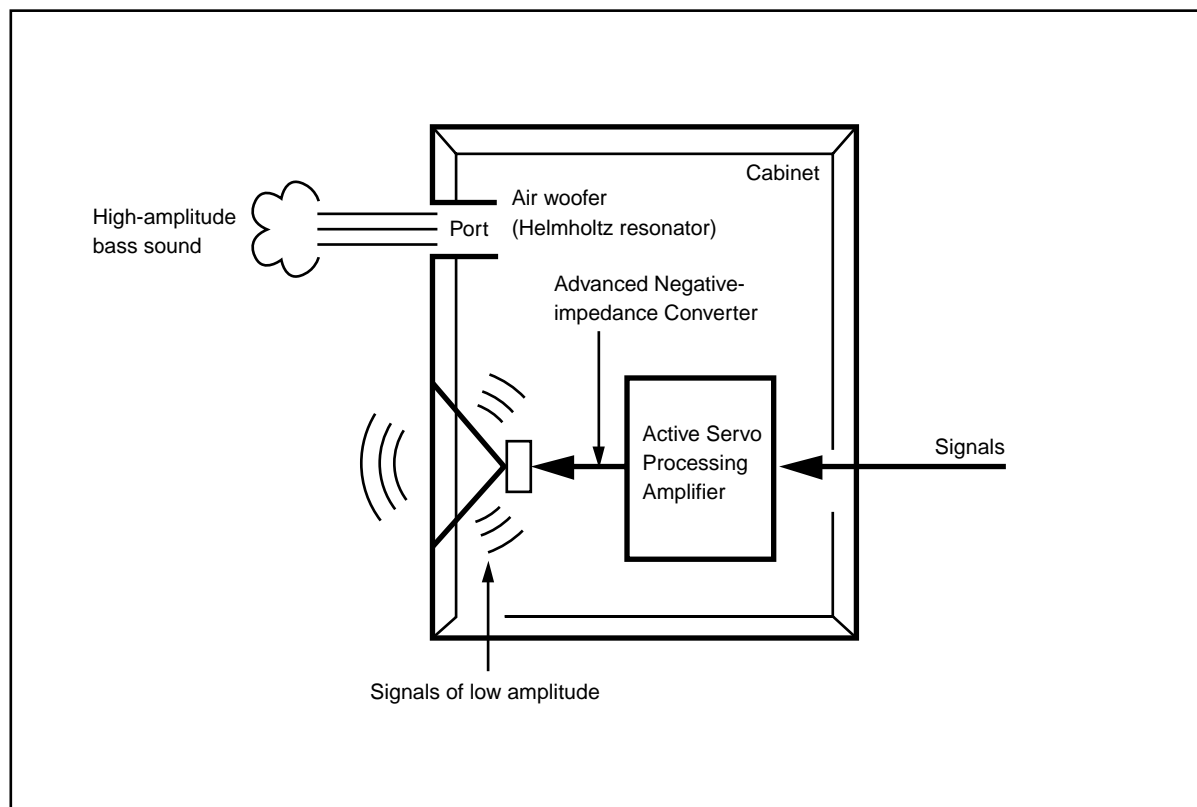 Cabinet
High-amplitude
bass sound
Port
Air woofer
(Helmholtz resonator)
Advanced Negative-
impedance Converter
Active Servo
Processing
Amplifier
Signals
Signals of low amplitude